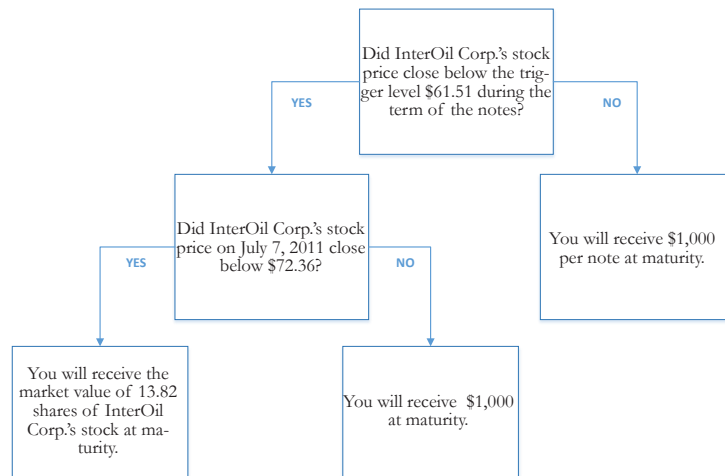 Did InterOil Corp.'s stock
price close below the trig-
ger level $61.51 during the
term of the notes?
YES
NO
Did InterOil Corp.'s stock
price on July 7, 2011 close
below $72.36?
You will receive $1,000
per note at maturity.
YES
NO
You will receive the
market value of 13.82
shares of InterOil
Corp.'s stock at ma-
turity.
You will receive $1,000
at maturity.